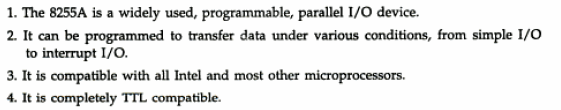 1. The 8255A is a widely used, programmable, parallel I/O device.
2. It can be programmed to transfer data under various conditions, from simple I/O
to interrupt I/O.
3. It is compatible with all Intel and most other microprocessors.
4. It is completely TTL compatible.